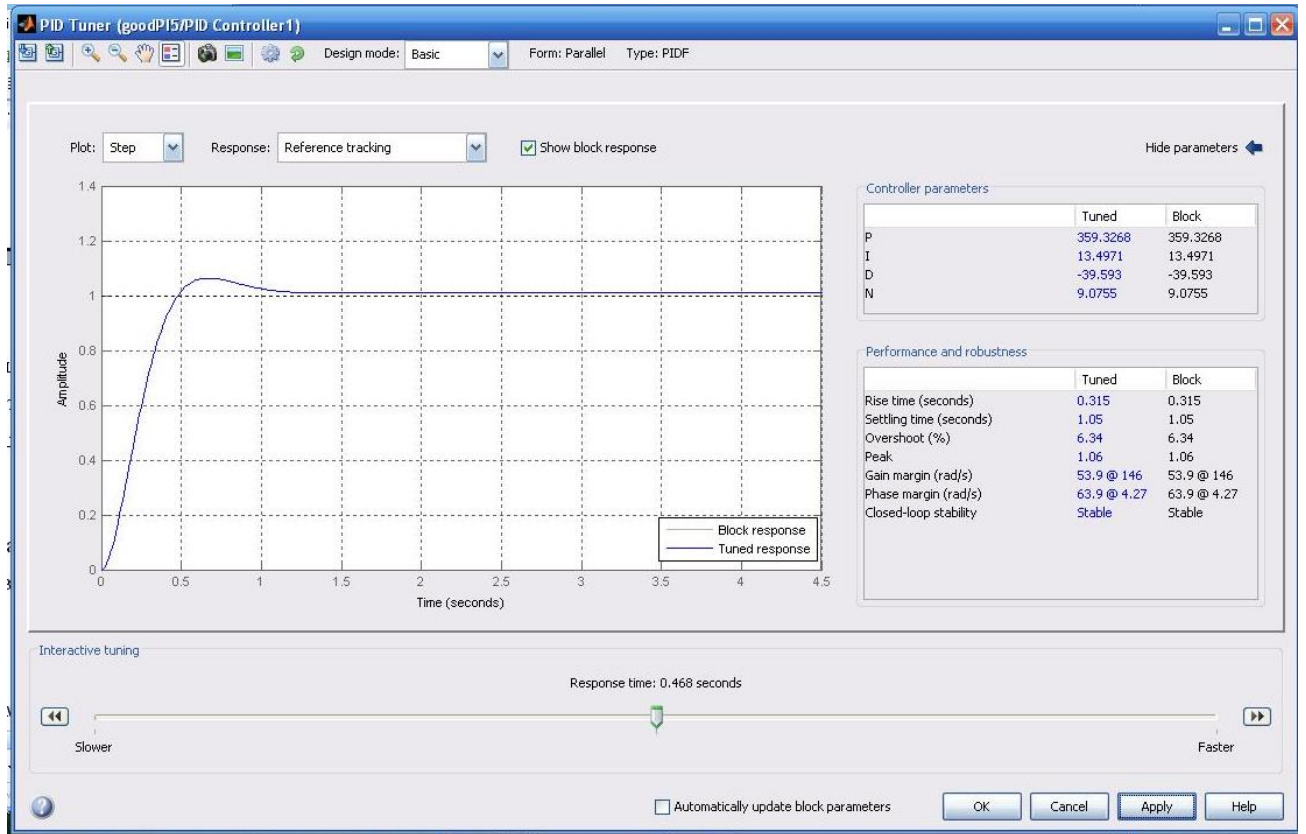 PID Tuner (goodPI5/PID Controller1)
Design mode: Basic Form: Parallel Type: PIDF
Plot: Step Response: Reference tracking Show block response Hide parameters
1.4
1.2
1
0.8
0.6
0.4
0.2
0
Amplitude
0 0.5 1 1.5 2 2.5 3 3.5 4 4.5
Time (seconds)
Block response
Tuned response
Controller parameters
Tuned Block
P 359.3268 359.3268
I 13.4971 13.4971
D -39.593 -39.593
N 9.0755 9.0755
Performance and robustness
Tuned Block
Rise time (seconds) 0.315 0.315
Settling time (seconds) 1.05 1.05
Overshoot (%) 6.34 6.34
Peak 1.06 1.06
Gain margin (rad/s) 53.9 @ 146 53.9 @ 146
Phase margin (rad/s) 63.9 @ 4.27 63.9 @ 4.27
Closed-loop stability Stable Stable
Interactive tuning
Response time: 0.468 seconds
Slower Faster
Automatically update block parameters OK Cancel Apply Help